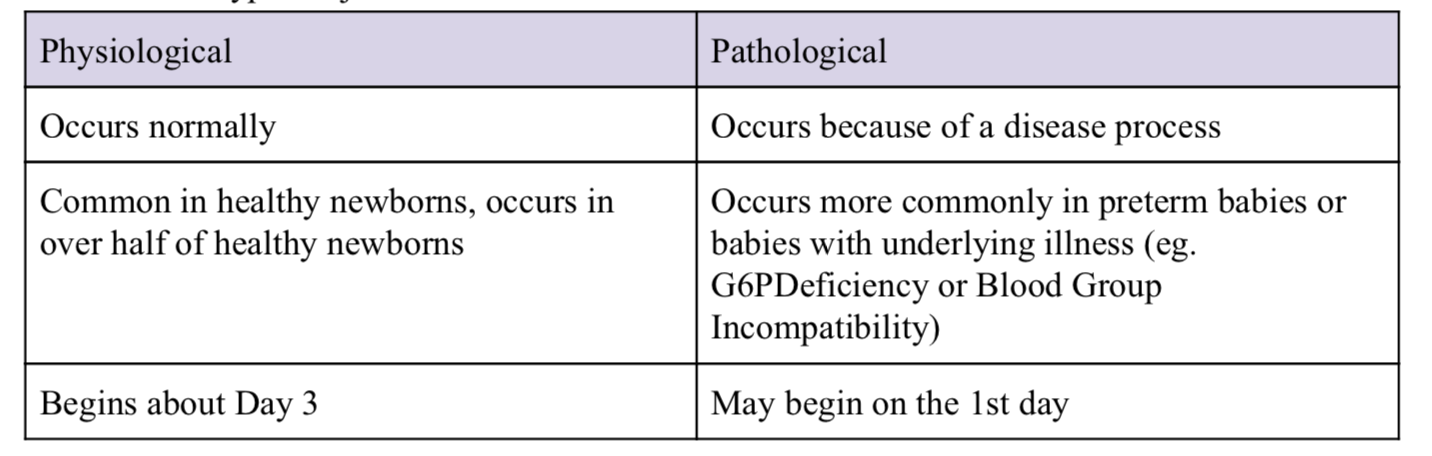 Physiological
Pathological
Occurs normally
Occurs because of a disease process
Common in healthy newborns, occurs in
over half of healthy newborns
Occurs more commonly in preterm babies or
babies with underlying illness (eg.
G6PDeficiency or Blood Group
Incompatibility)
Begins about Day 3
May begin on the 1st day